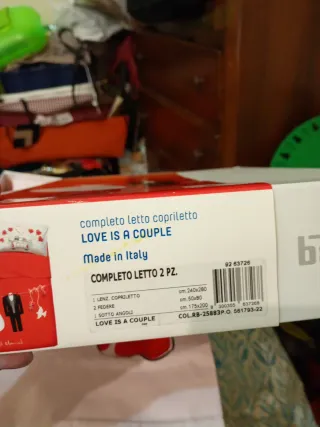 completo letto copriletto
LOVE IS A COUPLE
Made in Italy
92 63726
COMPLETO LETTO 2 PZ.
1 LENZ. COPRILETTO cm.240x280
2 FEDERE cm.50x80
1 SOTTO ANGOLI cm.175x200
LOVE IS A COUPLE COL.RB-25883P.O. 561793-22